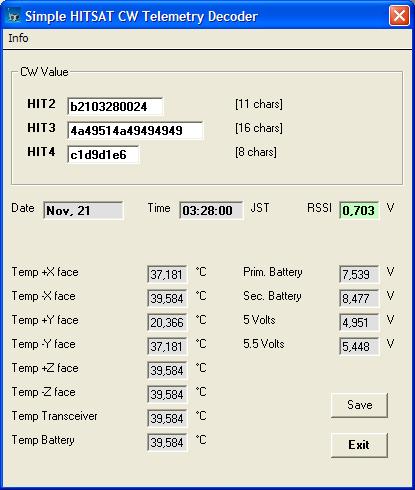 Simple HITSAT CW Telemetry Decoder
Info
CW Value
HIT2 b2103280024 [11 chars]
HIT3 4a49514a49494949 [16 chars]
HIT4 c1d9d1e6 [8 chars]
Date Nov, 21 Time 03:28:00 JST RSSI 0,703 V
Temp +X face 37,181 °C Prim. Battery 7,539 V
Temp -X face 39,584 °C Sec. Battery 8,477 V
Temp +Y face 20,366 °C 5 Volts 4,951 V
Temp -Y face 37,181 °C 5.5 Volts 5,448 V
Temp +Z face 39,584 °C
Temp -Z face 39,584 °C
Temp Transceiver 39,584 °C
Temp Battery 39,584 °C
Save
Exit